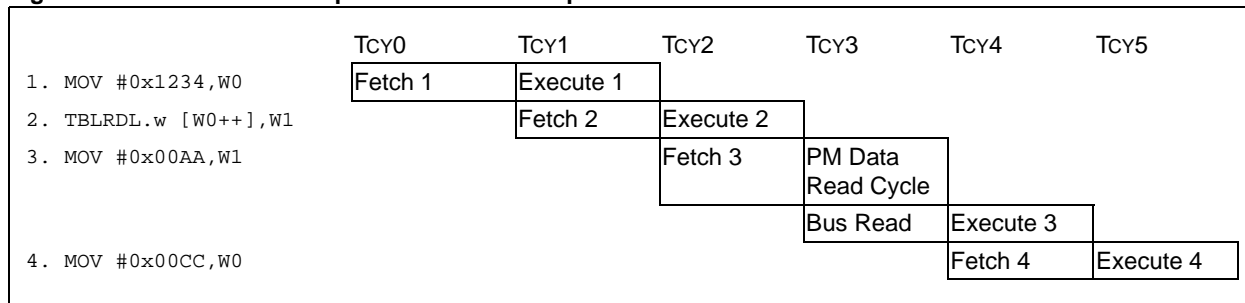 TCY0 TCY1 TCY2 TCY3 TCY4 TCY5
1. MOV #0x1234,W0 Fetch 1 Execute 1
2. TBLRDL.w [W0++],W1 Fetch 2 Execute 2
3. MOV #0x00AA,W1 Fetch 3 PM Data
Read Cycle
Bus Read Execute 3
4. MOV #0x00CC,W0 Fetch 4 Execute 4